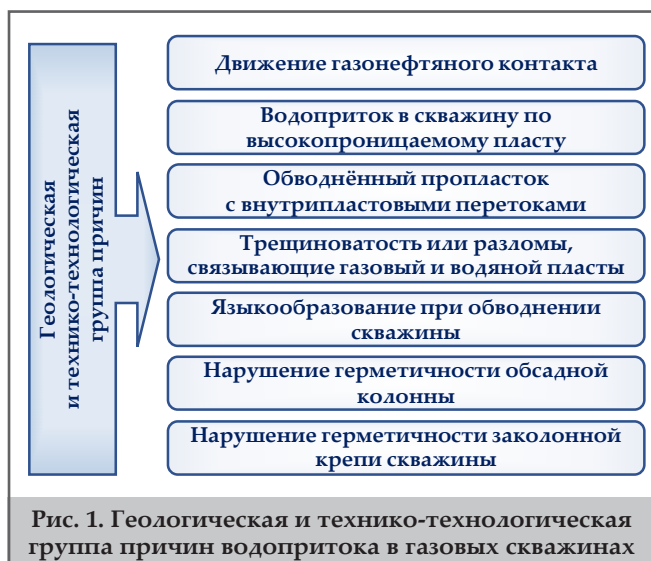 Геологическая
и технико-технологическая
группа причин
Движение газонефтяного контакта
Водоприток в скважину по
высокопроницаемому пласту
Обводнённый пропласток
с внутрипластовыми перетоками
Трещиноватость или разломы,
связывающие газовый и водяной пласты
Языкообразование при обводнении
скважины
Нарушение герметичности обсадной
колонны
Нарушение герметичности заколонной
крепи скважины
Рис. 1. Геологическая и технико-технологическая
группа причин водопритока в газовых скважинах